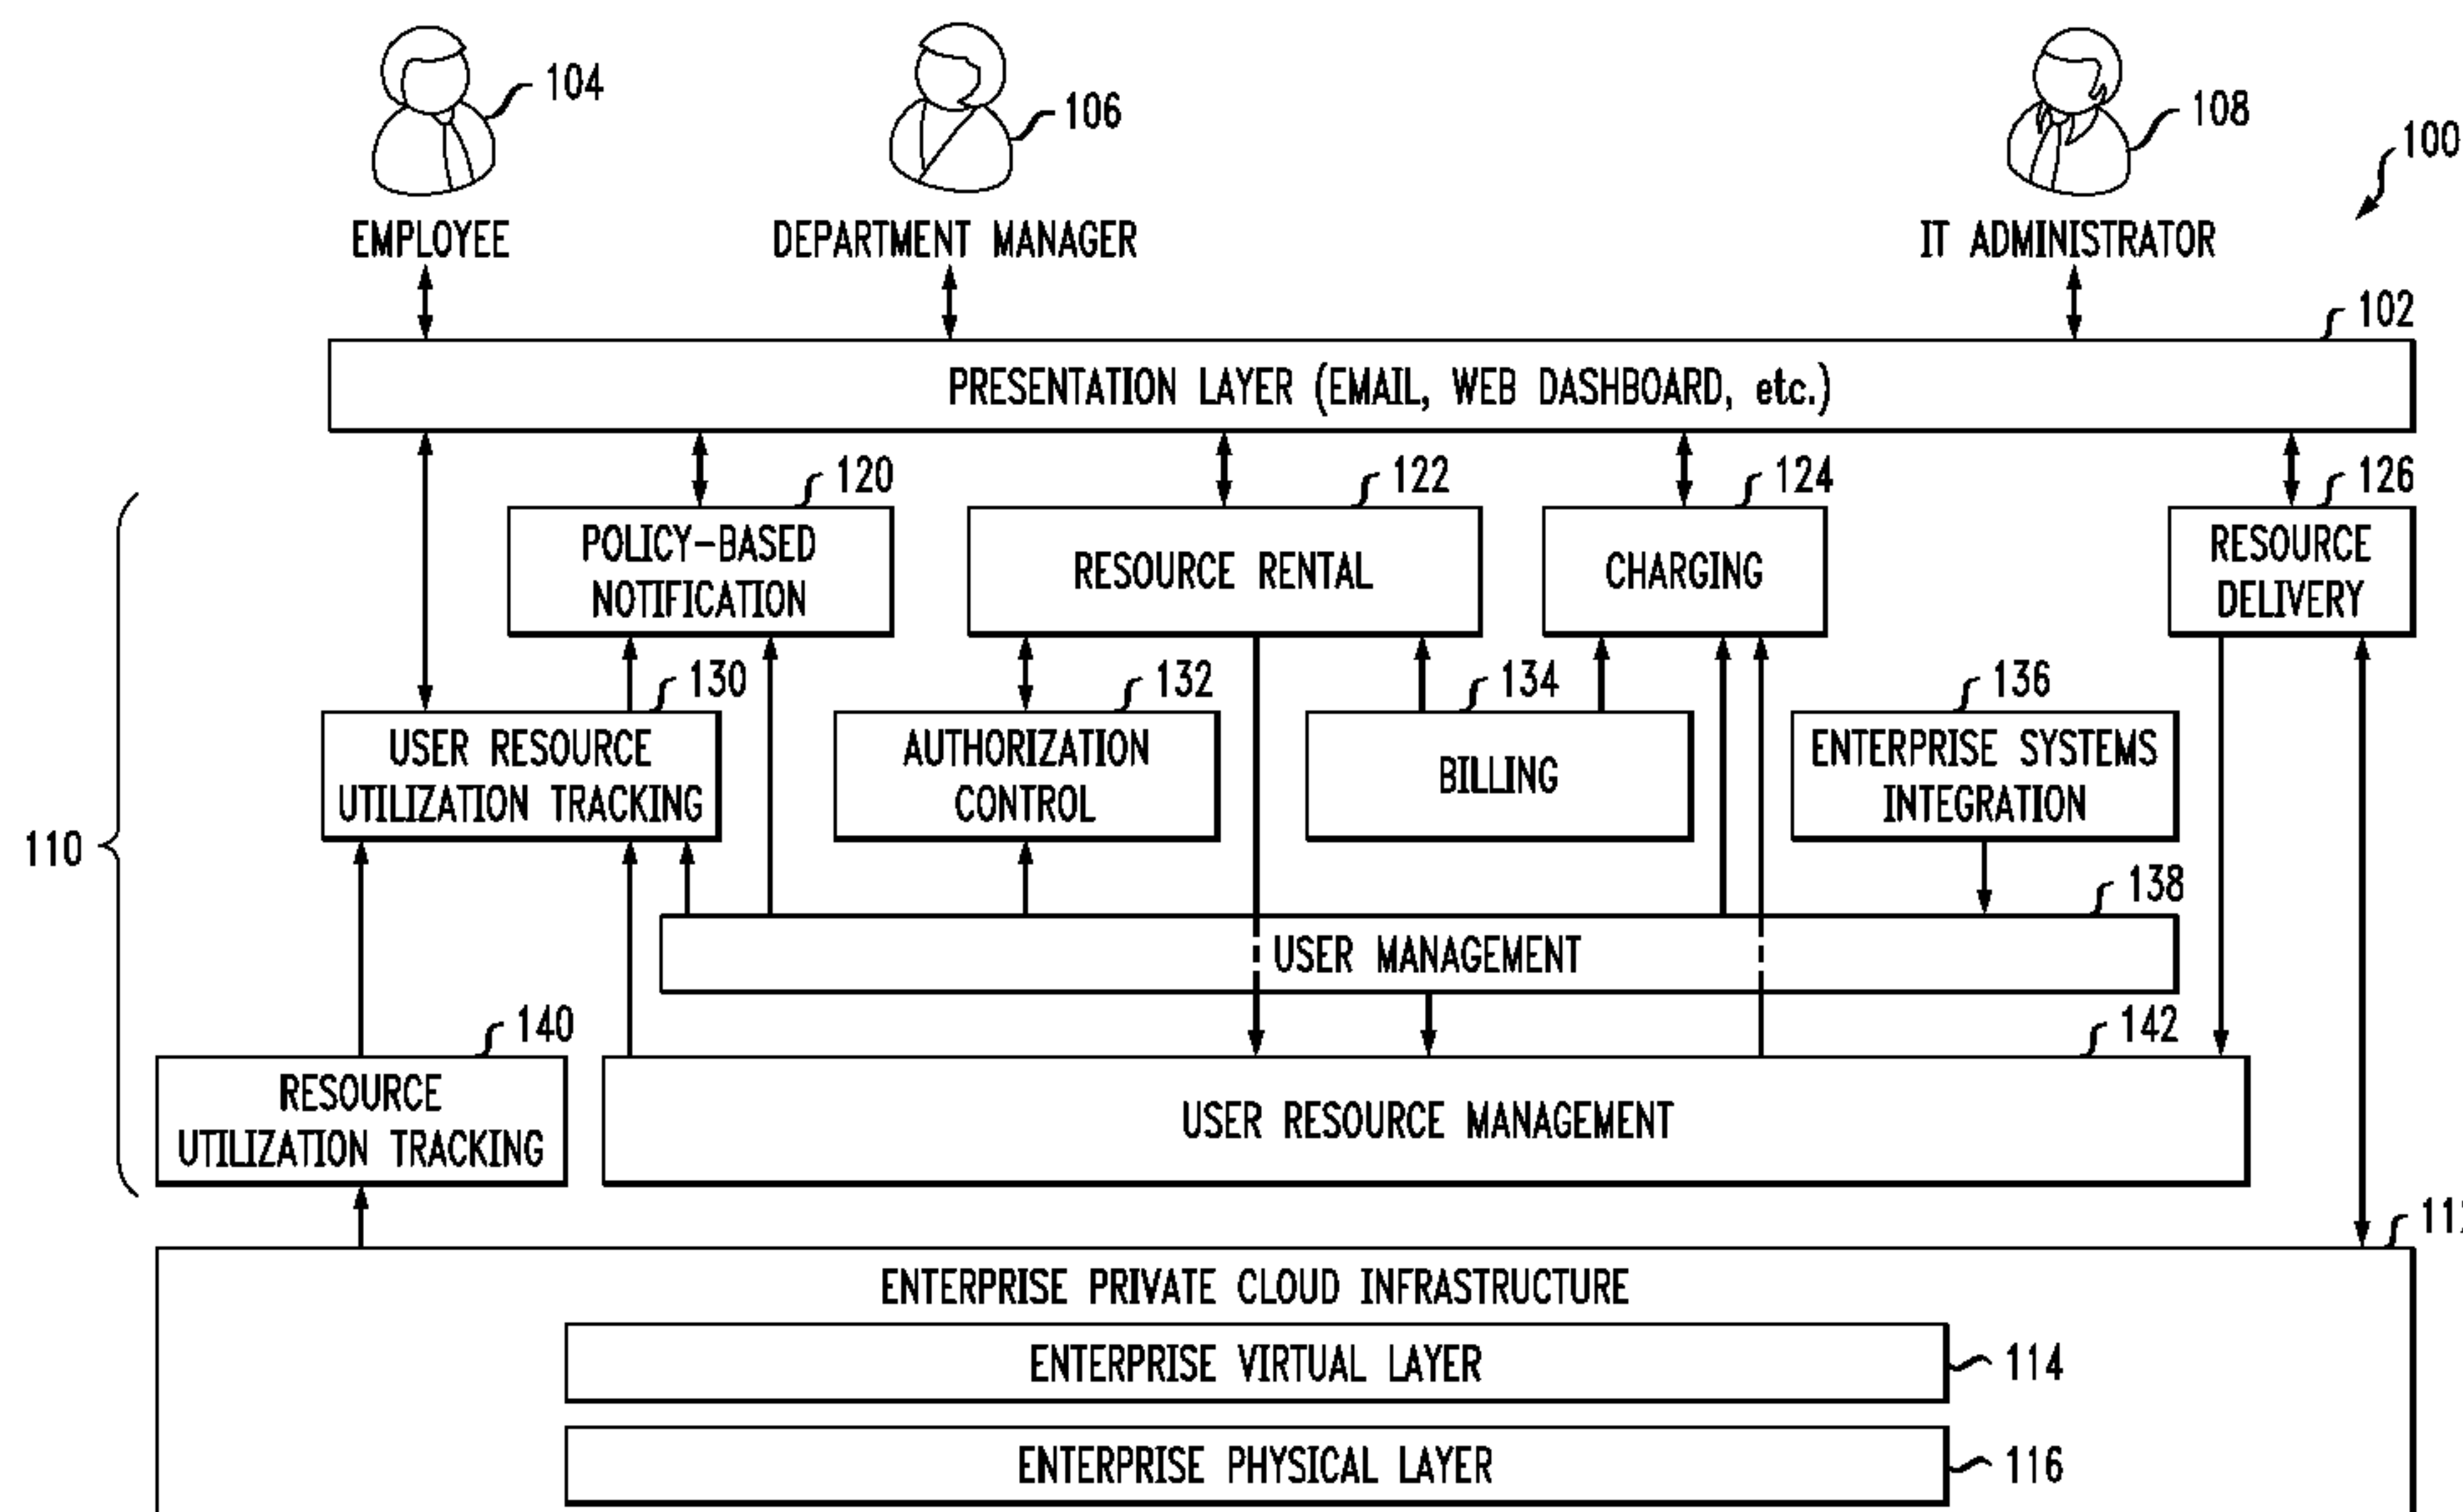 104
106
108
100
EMPLOYEE
DEPARTMENT MANAGER
IT ADMINISTRATOR
102
PRESENTATION LAYER (EMAIL, WEB DASHBOARD, etc.)
120
122
124
126
POLICY-BASED
NOTIFICATION
RESOURCE RENTAL
CHARGING
RESOURCE
DELIVERY
130
132
134
136
USER RESOURCE
UTILIZATION TRACKING
AUTHORIZATION
CONTROL
BILLING
ENTERPRISE SYSTEMS
INTEGRATION
110
138
USER MANAGEMENT
140
142
RESOURCE
UTILIZATION TRACKING
USER RESOURCE MANAGEMENT
ENTERPRISE PRIVATE CLOUD INFRASTRUCTURE
ENTERPRISE VIRTUAL LAYER
114
ENTERPRISE PHYSICAL LAYER
116